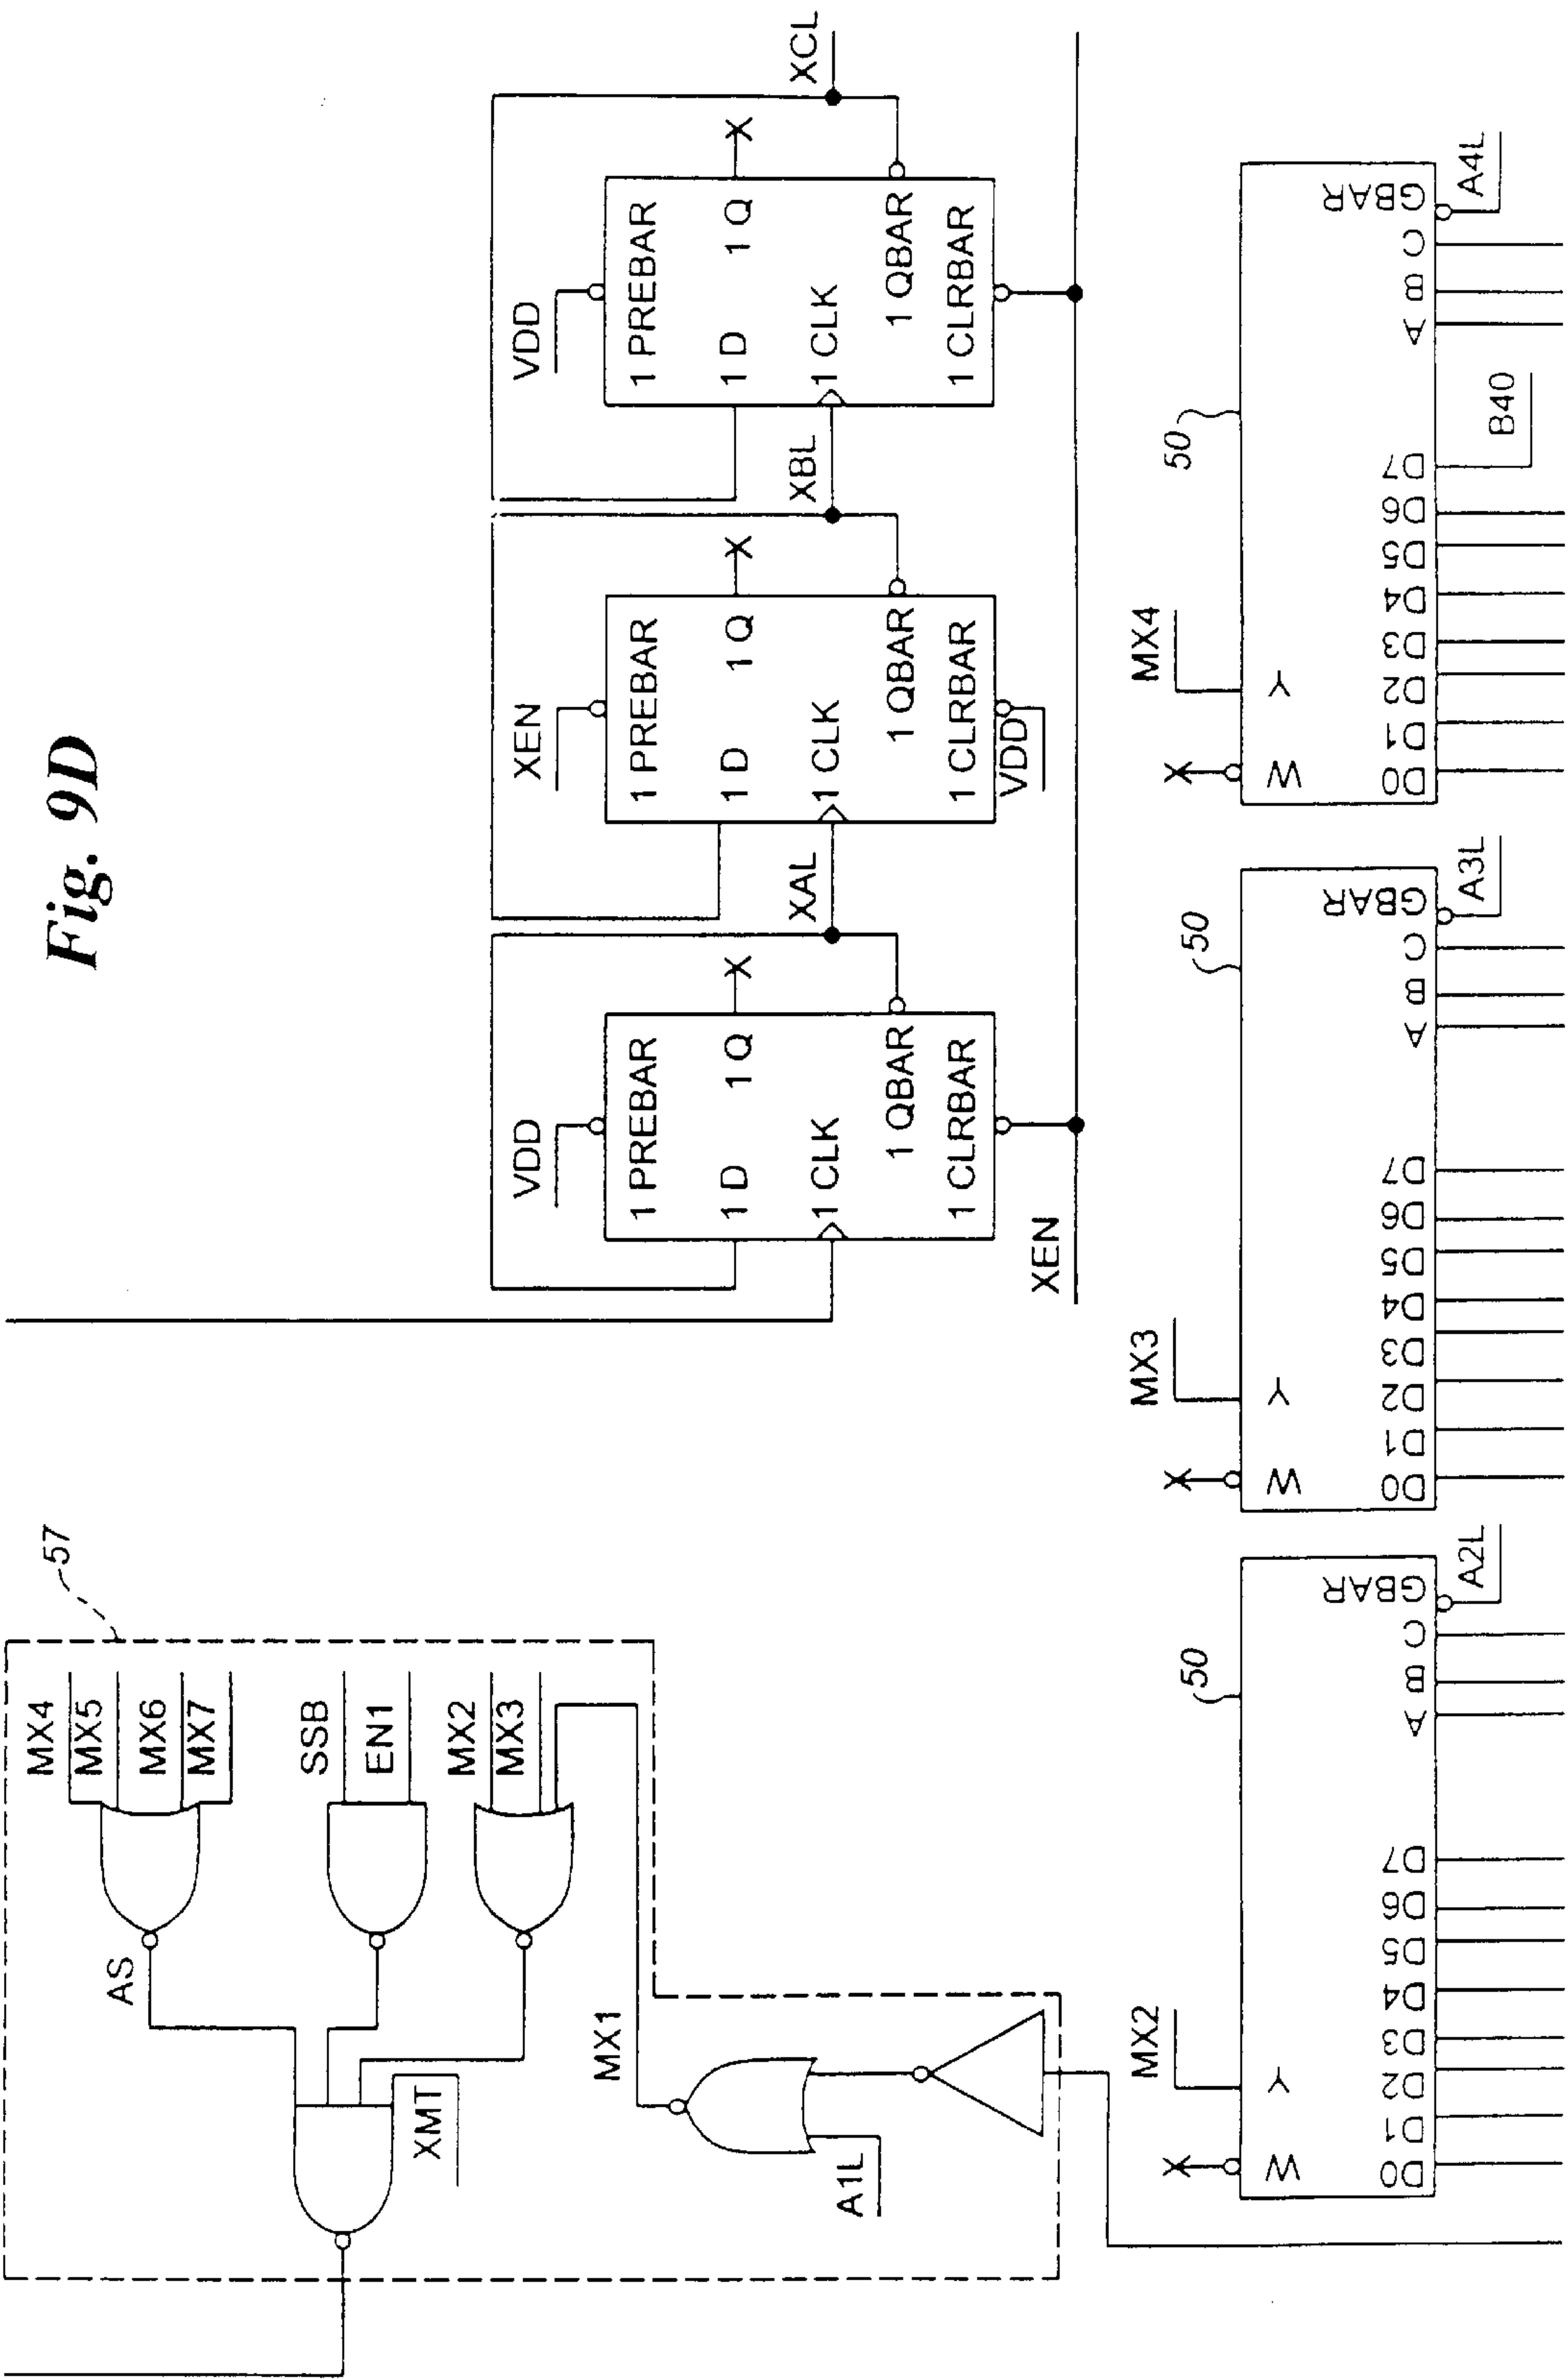 Fig. 9D
57
MX4
MX5
MX6
MX7
SSB
EN1
MX2
MX3
AS
XMT
MX1
A1L
VDD
1 PREBAR
1 D
1 Q
X
1 CLK
1 QBAR
1 CLRBAR
XAL
XEN
1 PREBAR
1 D
1 Q
X
1 CLK
1 QBAR
1 CLRBAR
VDD
XBL
VDD
1 PREBAR
1 D
1 Q
X
1 CLK
1 QBAR
1 CLRBAR
XCL
XEN
MX2
50
X
W
Y
D0
D1
D2
D3
D4
D5
D6
D7
A
B
C
GBAR
A2L
MX3
50
X
W
Y
D0
D1
D2
D3
D4
D5
D6
D7
A
B
C
GBAR
A3L
MX4
50
X
W
Y
D0
D1
D2
D3
D4
D5
D6
D7
B40
A
B
C
GBAR
A4L